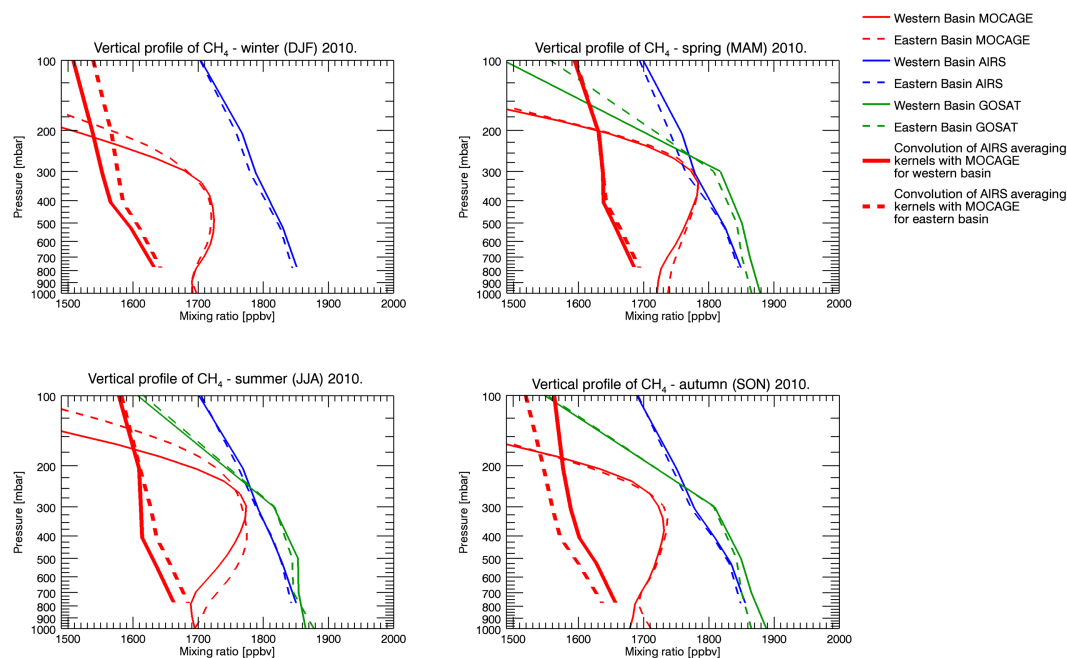 Western Basin MOCAGE
Eastern Basin MOCAGE
Western Basin AIRS
Eastern Basin AIRS
Western Basin GOSAT
Eastern Basin GOSAT
Convolution of AIRS averaging
kernels with MOCAGE
for western basin
Convolution of AIRS averaging
kernels with MOCAGE
for eastern basin
Vertical profile of CH4 - winter (DJF) 2010.
Pressure [mbar]
100
200
300
400
500
600
700
800
900
1000
1500 1600 1700 1800 1900 2000
Mixing ratio [ppbv]
Vertical profile of CH4 - spring (MAM) 2010.
Pressure [mbar]
100
200
300
400
500
600
700
800
900
1000
1500 1600 1700 1800 1900 2000
Mixing ratio [ppbv]
Vertical profile of CH4 - summer (JJA) 2010.
Pressure [mbar]
100
200
300
400
500
600
700
800
900
1000
1500 1600 1700 1800 1900 2000
Mixing ratio [ppbv]
Vertical profile of CH4 - autumn (SON) 2010.
Pressure [mbar]
100
200
300
400
500
600
700
800
900
1000
1500 1600 1700 1800 1900 2000
Mixing ratio [ppbv]